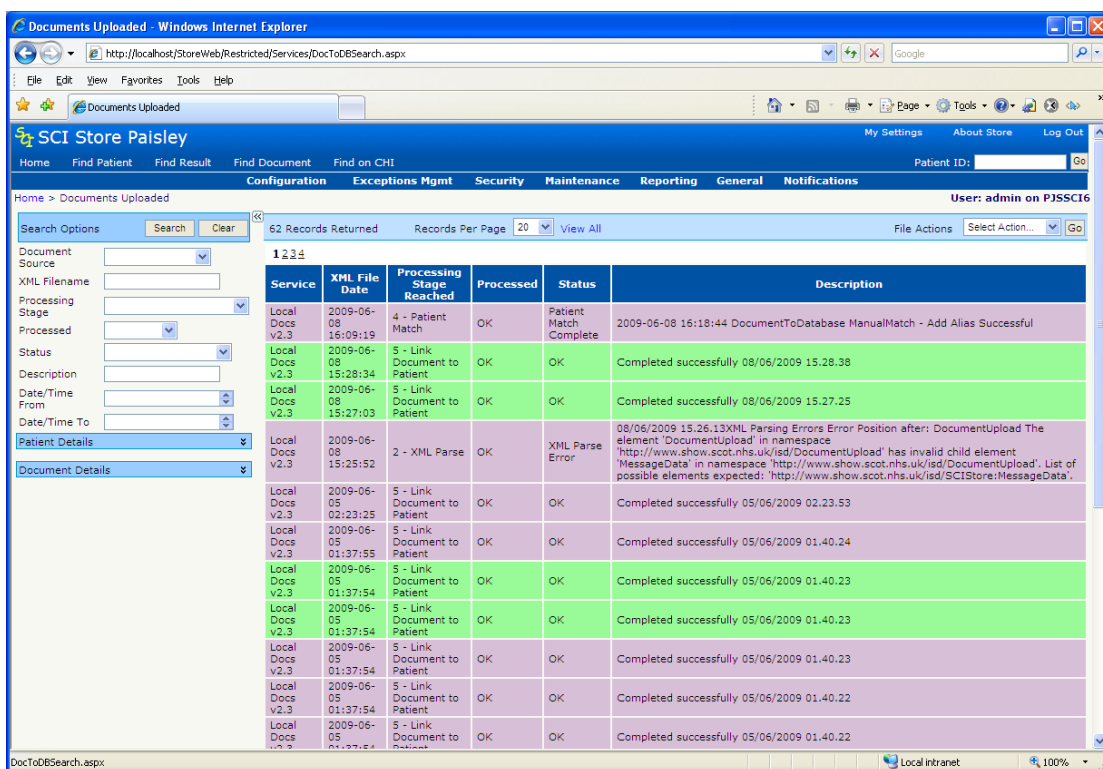 Documents Uploaded - Windows Internet Explorer
http://localhost/StoreWeb/Restricted/Services/DocToDBSearch.aspx
Google
File Edit View Favorites Tools Help
Documents Uploaded
Page Tools
SCI Store Paisley
My Settings About Store Log Out
Home Find Patient Find Result Find Document Find on CHI
Patient ID: Go
Configuration Exceptions Mgmt Security Maintenance Reporting General Notifications
Home > Documents Uploaded
User: admin on PJSSCI6
Search Options Search Clear
62 Records Returned Records Per Page 20 View All
File Actions Select Action... Go
Document
Source
XML Filename
Processing
Stage
Processed
Status
Description
Date/Time
From
Date/Time To
Patient Details
Document Details
1 2 3 4
Service
XML File
Date
Processing
Stage
Reached
Processed
Status
Description
Local
Docs
v2.3
2009-06-
08
16:09:19
4 - Patient
Match
OK
Patient
Match
Complete
2009-06-08 16:18:44 DocumentToDatabase ManualMatch - Add Alias Successful
Local
Docs
v2.3
2009-06-
08
15:28:34
5 - Link
Document to
Patient
OK
OK
Completed successfully 08/06/2009 15.28.38
Local
Docs
v2.3
2009-06-
08
15:27:03
5 - Link
Document to
Patient
OK
OK
Completed successfully 08/06/2009 15.27.25
Local
Docs
v2.3
2009-06-
08
15:25:52
2 - XML Parse
OK
XML Parse
Error
08/06/2009 15.26.13XML Parsing Errors Error Position after: DocumentUpload The
element 'DocumentUpload' in namespace
'http://www.show.scot.nhs.uk/isd/DocumentUpload' has invalid child element
'MessageData' in namespace 'http://www.show.scot.nhs.uk/isd/DocumentUpload'. List of
possible elements expected: 'http://www.show.scot.nhs.uk/isd/SCIStore:MessageData'.
Local
Docs
v2.3
2009-06-
05
02:23:25
5 - Link
Document to
Patient
OK
OK
Completed successfully 05/06/2009 02.23.53
Local
Docs
v2.3
2009-06-
05
01:37:55
5 - Link
Document to
Patient
OK
OK
Completed successfully 05/06/2009 01.40.24
Local
Docs
v2.3
2009-06-
05
01:37:54
5 - Link
Document to
Patient
OK
OK
Completed successfully 05/06/2009 01.40.23
Local
Docs
v2.3
2009-06-
05
01:37:54
5 - Link
Document to
Patient
OK
OK
Completed successfully 05/06/2009 01.40.23
Local
Docs
v2.3
2009-06-
05
01:37:54
5 - Link
Document to
Patient
OK
OK
Completed successfully 05/06/2009 01.40.23
Local
Docs
v2.3
2009-06-
05
01:37:54
5 - Link
Document to
Patient
OK
OK
Completed successfully 05/06/2009 01.40.22
Local
Docs
2009-06-
05
5 - Link
Document to
OK
OK
Completed successfully 05/06/2009 01.40.22
DocToDBSearch.aspx
Local intranet
100%